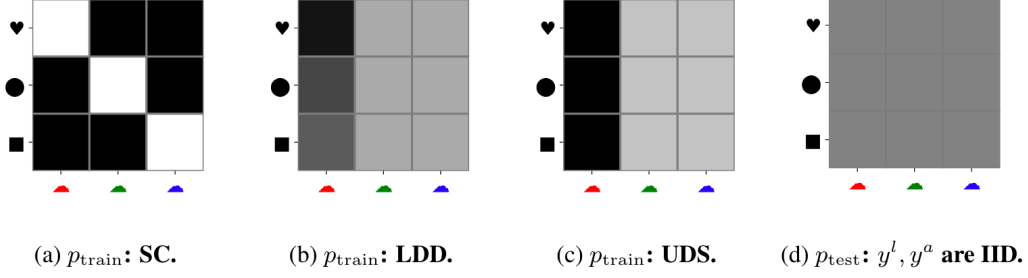 (a) p_train: SC.
(b) p_train: LDD.
(c) p_train: UDS.
(d) p_test: y^l, y^a are IID.